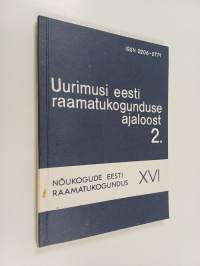 ISSN 0206-2771
Uurimusi eesti
raamatukogunduse
ajaloost
2.
NÕUKOGUDE EESTI
RAAMATUKOGUNDUS XVI